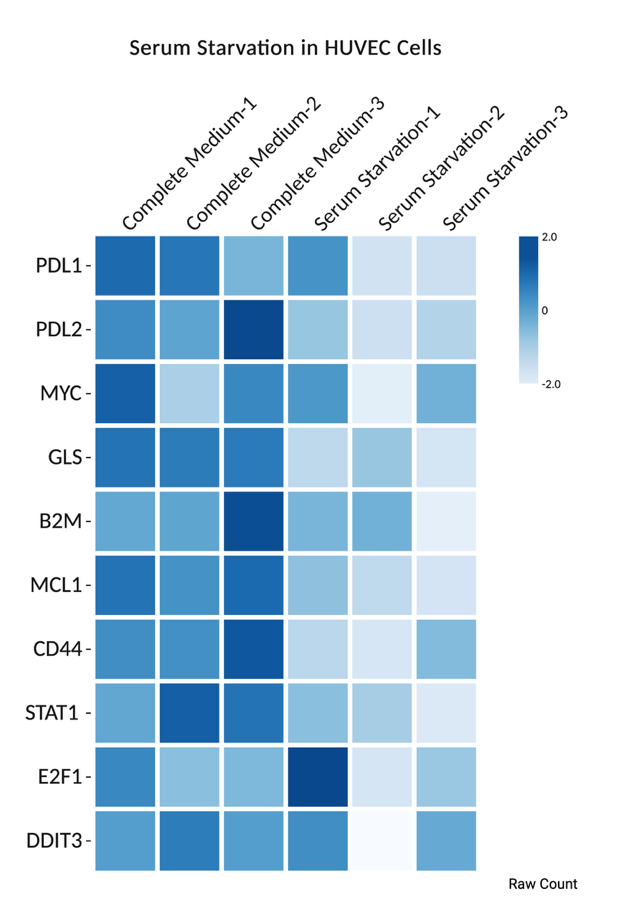 Serum Starvation in HUVEC Cells
Complete Medium-1
Complete Medium-2
Complete Medium-3
Serum Starvation-1
Serum Starvation-2
Serum Starvation-3
PDL1
PDL2
MYC
GLS
B2M
MCL1
CD44
STAT1
E2F1
DDIT3
2.0
0
-2.0
Raw Count